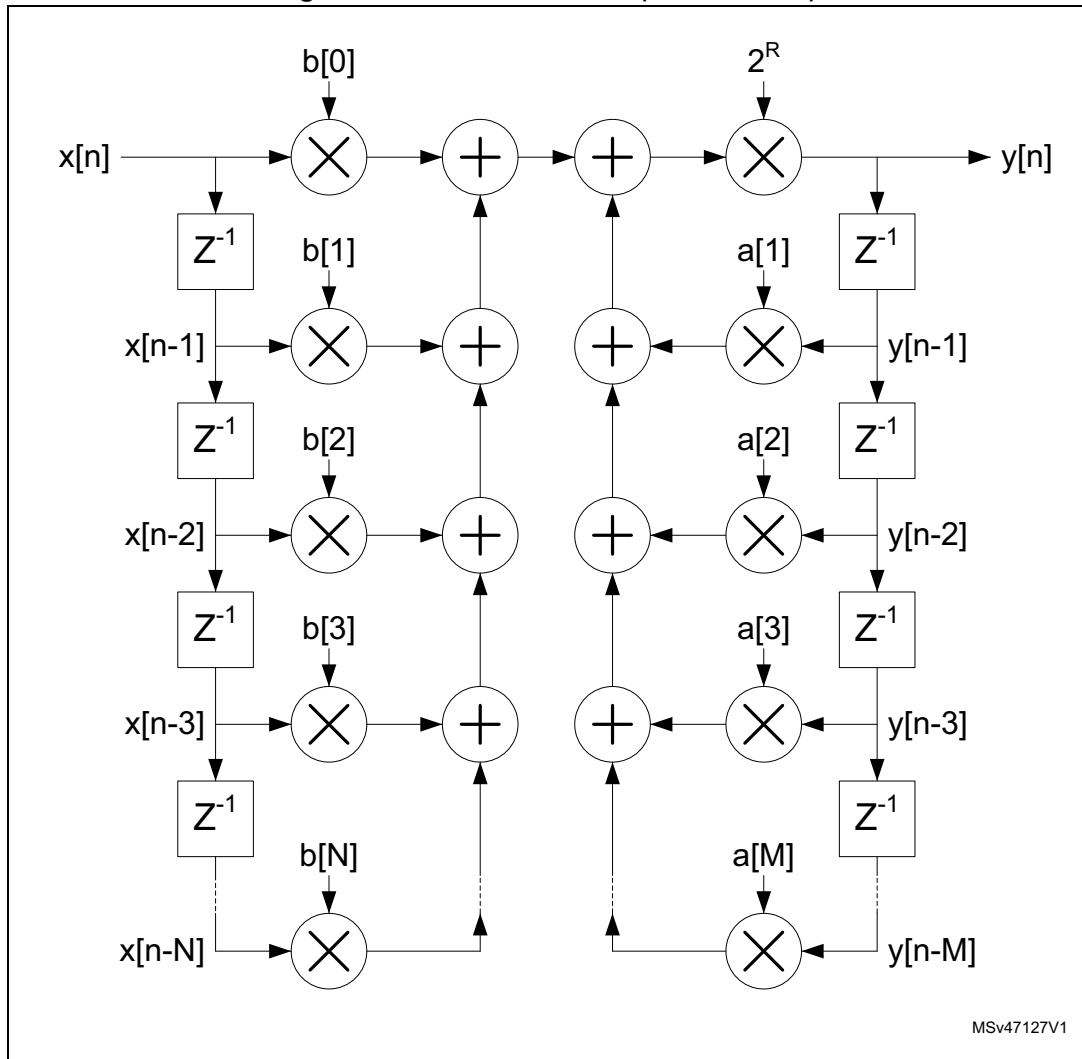 b[0] 2^R
x[n] y[n]
Z^-1 Z^-1
b[1] a[1]
x[n-1] y[n-1]
Z^-1 Z^-1
b[2] a[2]
x[n-2] y[n-2]
Z^-1 Z^-1
b[3] a[3]
x[n-3] y[n-3]
Z^-1 Z^-1
b[N] a[M]
x[n-N] y[n-M]
MSv47127V1